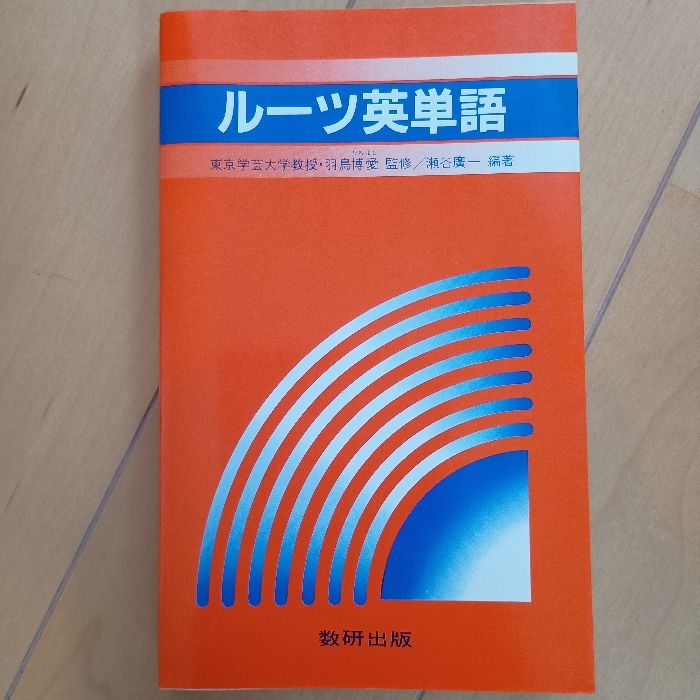 ルーツ英単語
東京学芸大学教授・羽鳥博愛 監修／瀬谷廣一 編著
数研出版